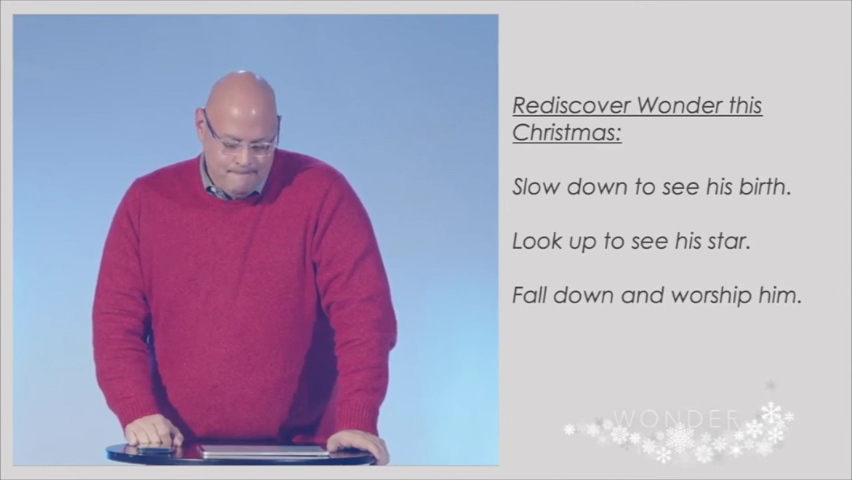 Rediscover Wonder this
Christmas:
Slow down to see his birth.
Look up to see his star.
Fall down and worship him.
WONDER